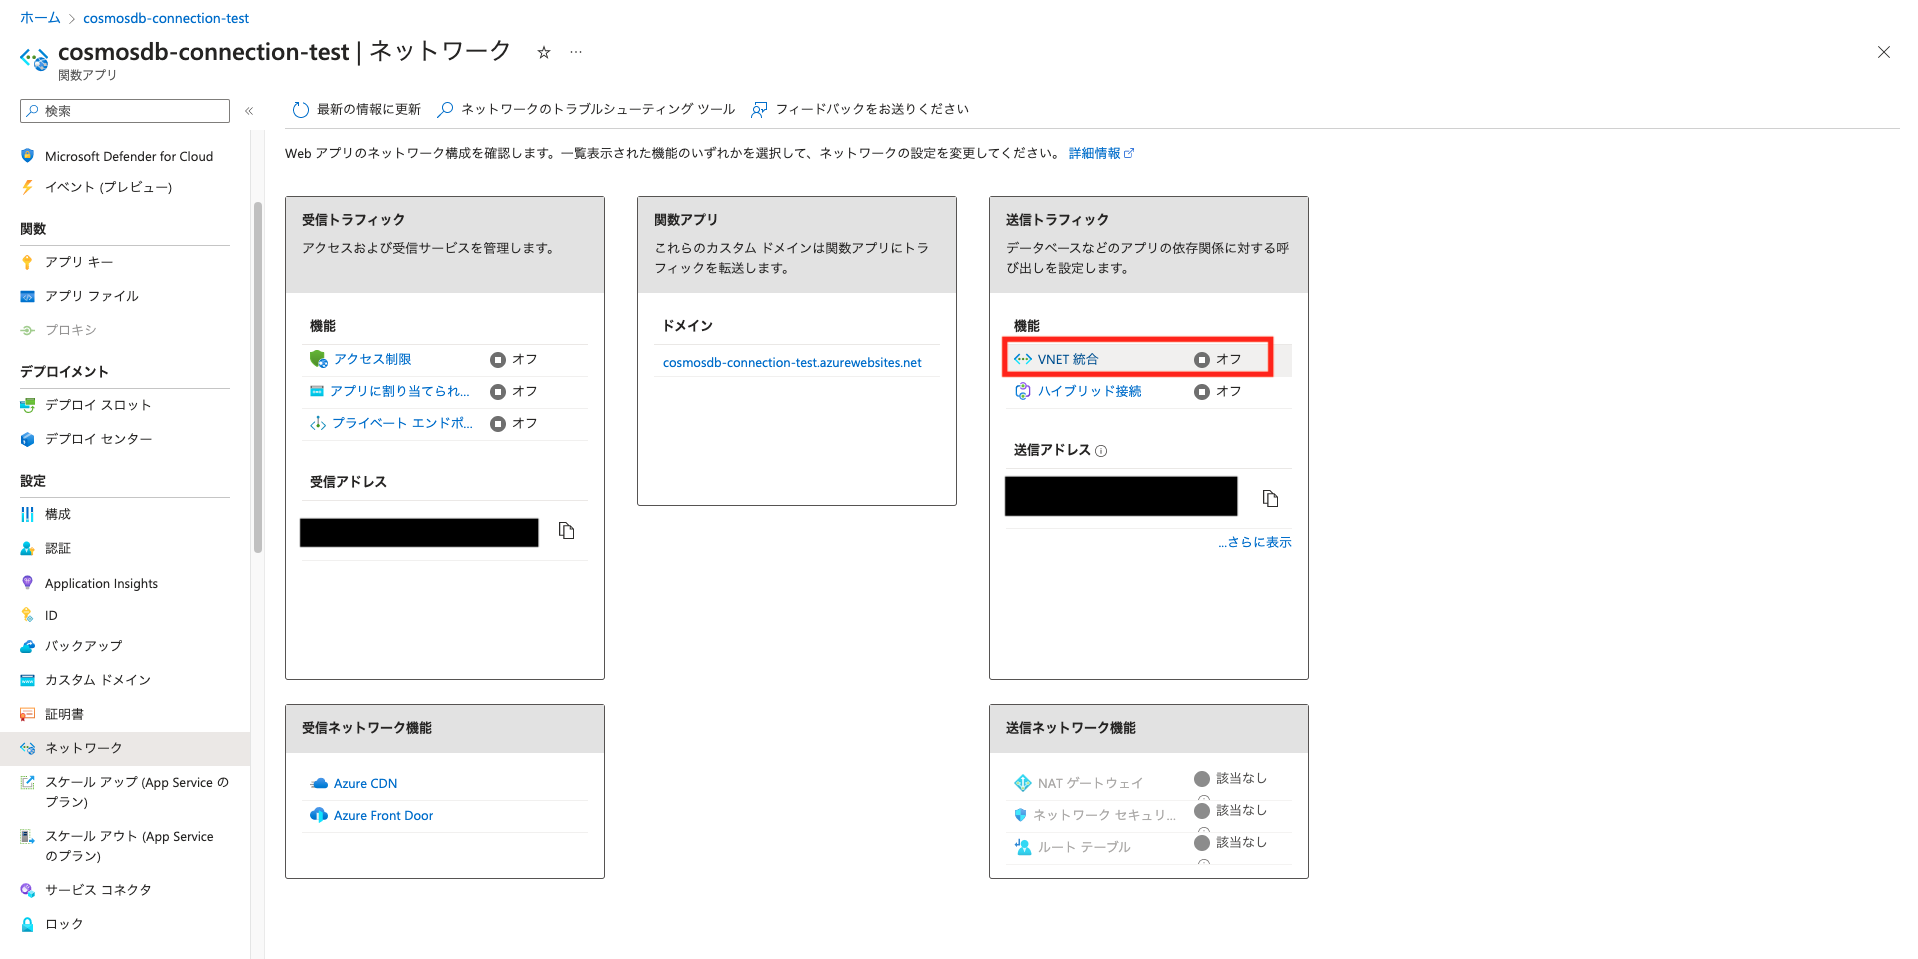 ホーム > cosmosdb-connection-test
cosmosdb-connection-test | ネットワーク ☆ …
関数アプリ
検索
«
Microsoft Defender for Cloud
イベント (プレビュー)
関数
アプリ キー
アプリ ファイル
プロキシ
デプロイメント
デプロイ スロット
デプロイ センター
設定
構成
認証
Application Insights
ID
バックアップ
カスタム ドメイン
証明書
ネットワーク
スケール アップ (App Service の
プラン)
スケール アウト (App Service
のプラン)
サービス コネクタ
ロック
最新の情報に更新 ネットワークのトラブルシューティング ツール フィードバックをお送りください
Web アプリのネットワーク構成を確認します。一覧表示された機能のいずれかを選択して、ネットワークの設定を変更してください。 詳細情報
受信トラフィック
アクセスおよび受信サービスを管理します。
機能
アクセス制限 オフ
アプリに割り当てられ... オフ
プライベート エンドポ... オフ
受信アドレス
関数アプリ
これらのカスタム ドメインは関数アプリにトラ
フィックを転送します。
ドメイン
cosmosdb-connection-test.azurewebsites.net
送信トラフィック
データベースなどのアプリの依存関係に対する呼
び出しを設定します。
機能
VNET 統合 オフ
ハイブリッド接続 オフ
送信アドレス
...さらに表示
受信ネットワーク機能
Azure CDN
Azure Front Door
送信ネットワーク機能
NAT ゲートウェイ 該当なし
ネットワーク セキュリ... 該当なし
ルート テーブル 該当なし